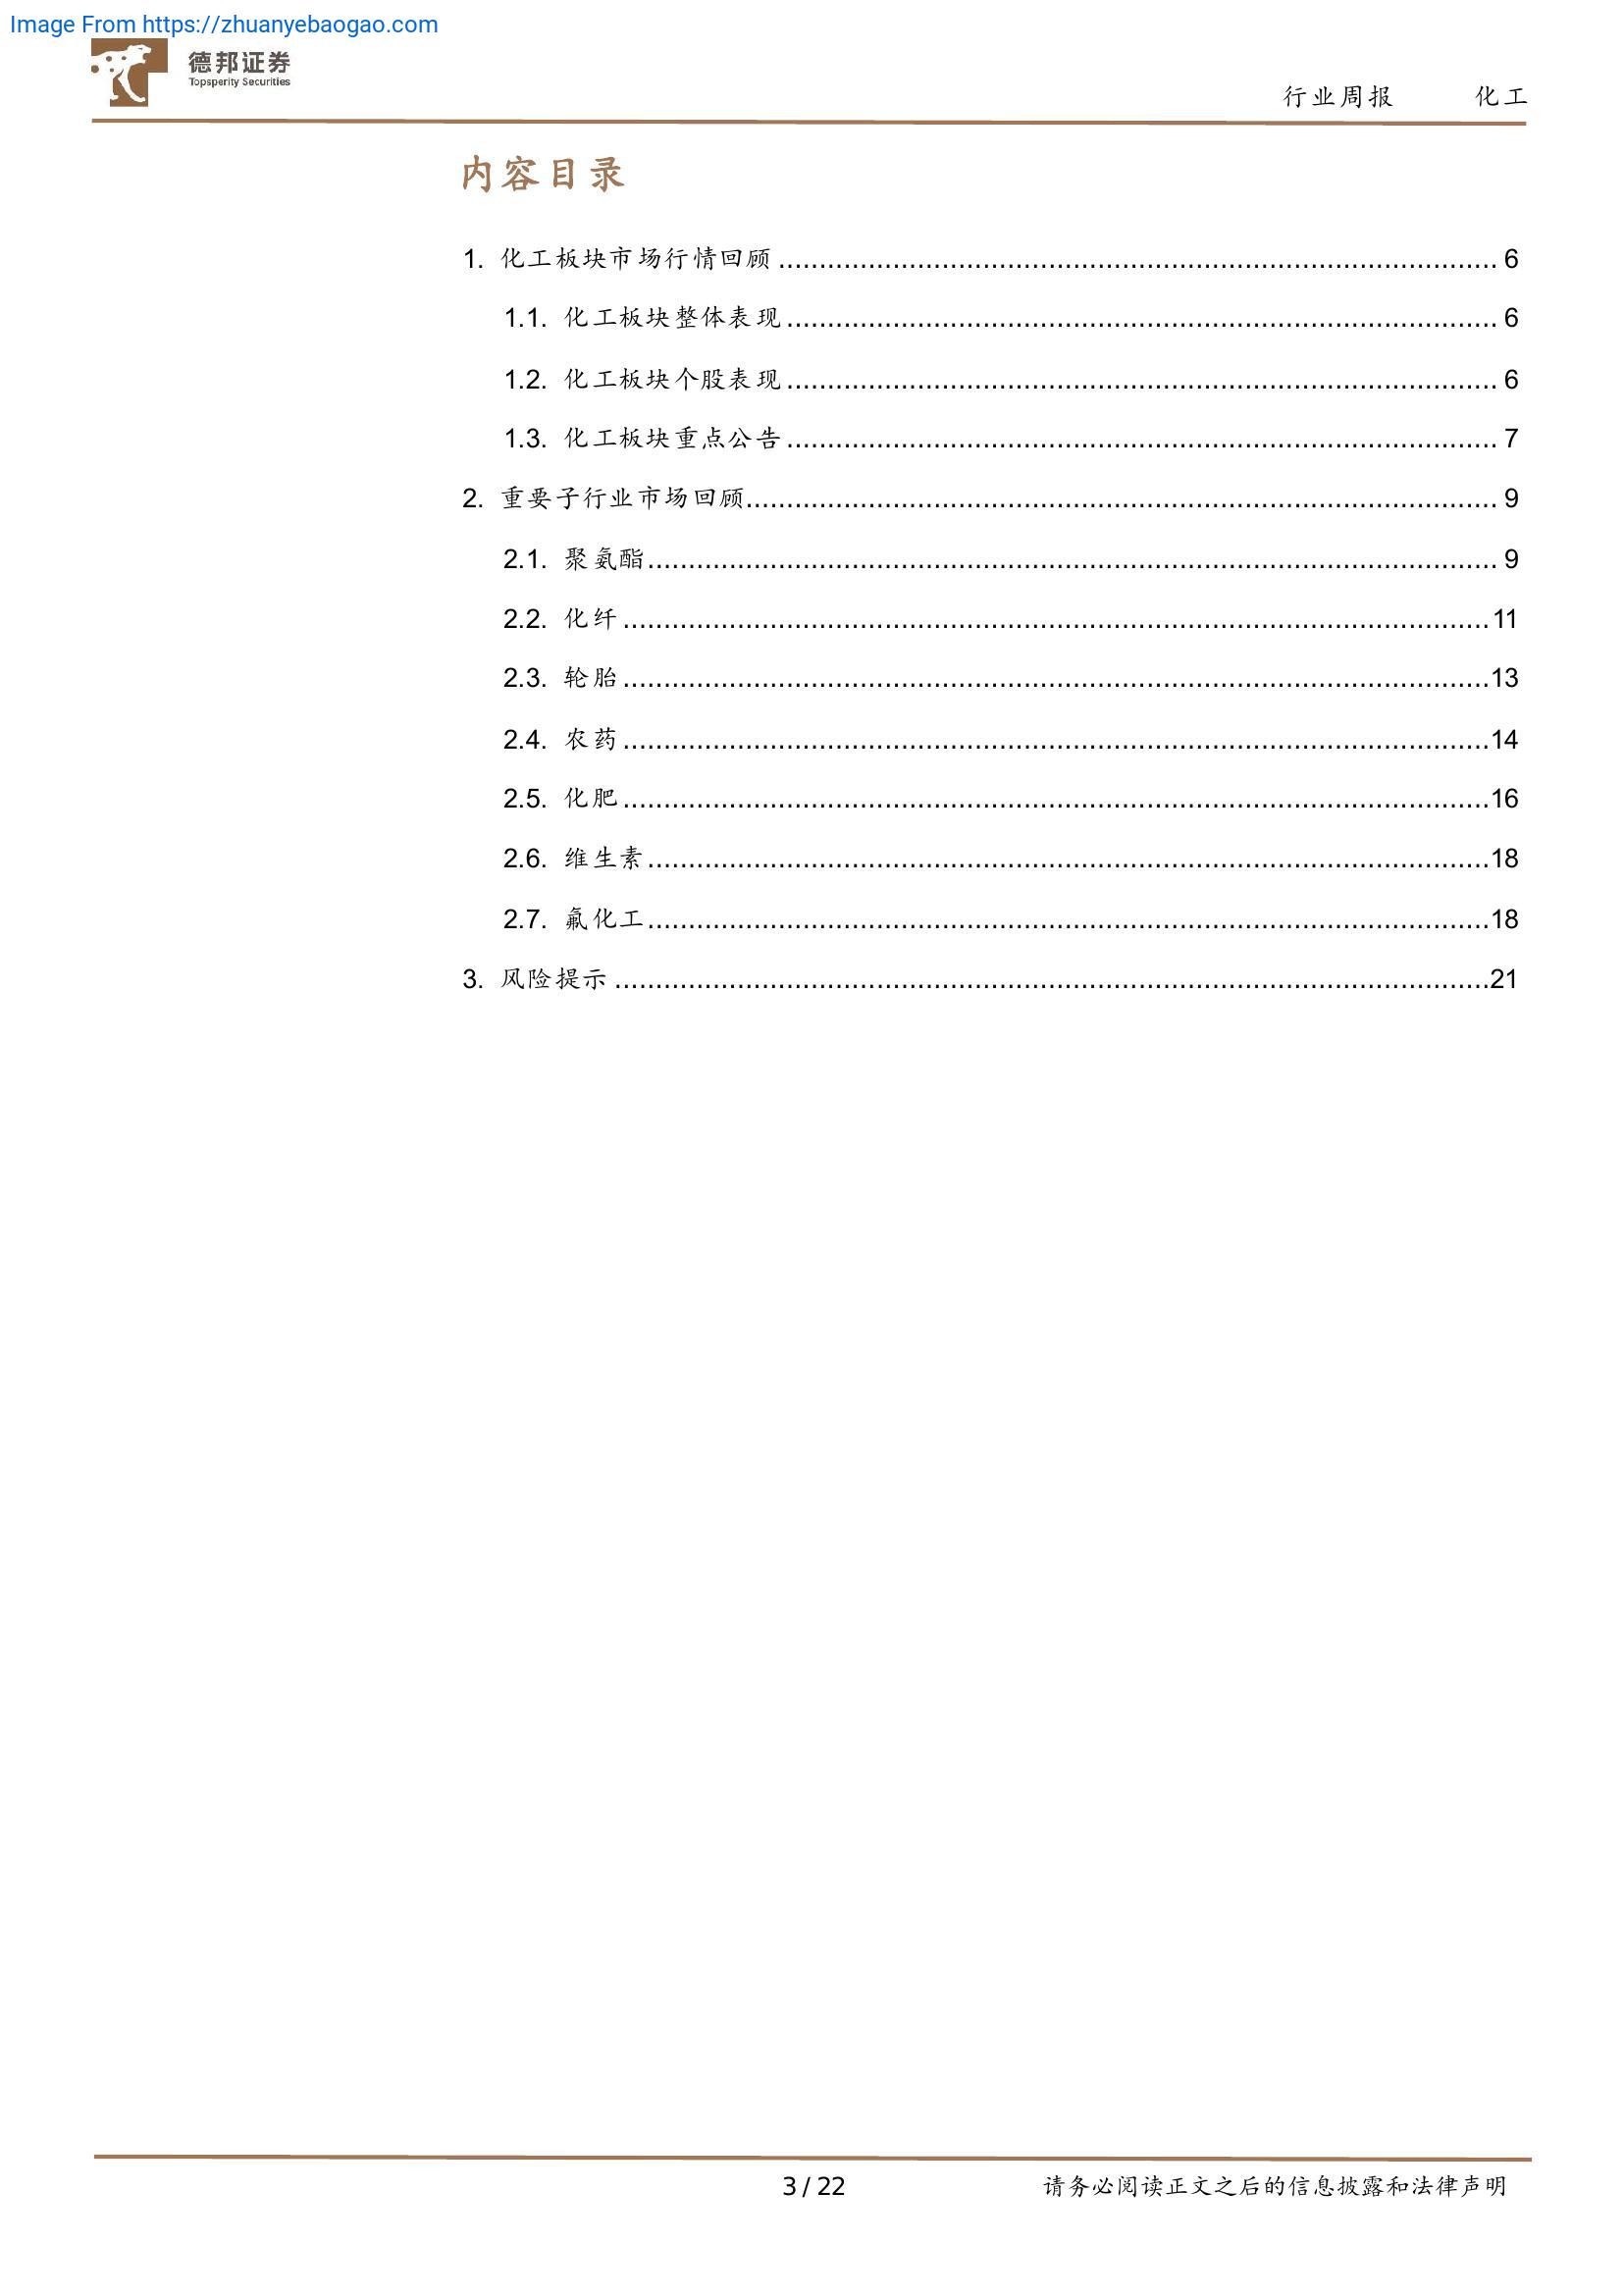 Image From https://zhuanyebaogao.com
德邦证券
Topsperity Securities
行业周报 化工
内容目录
1. 化工板块市场行情回顾 ........................................ 6
1.1. 化工板块整体表现 ........................................ 6
1.2. 化工板块个股表现 ........................................ 6
1.3. 化工板块重点公告 ........................................ 7
2. 重要子行业市场回顾 ........................................ 9
2.1. 聚氨酯 ........................................ 9
2.2. 化纤 ........................................ 11
2.3. 轮胎 ........................................ 13
2.4. 农药 ........................................ 14
2.5. 化肥 ........................................ 16
2.6. 维生素 ........................................ 18
2.7. 氟化工 ........................................ 18
3. 风险提示 ........................................ 21
3 / 22 请务必阅读正文之后的信息披露和法律声明